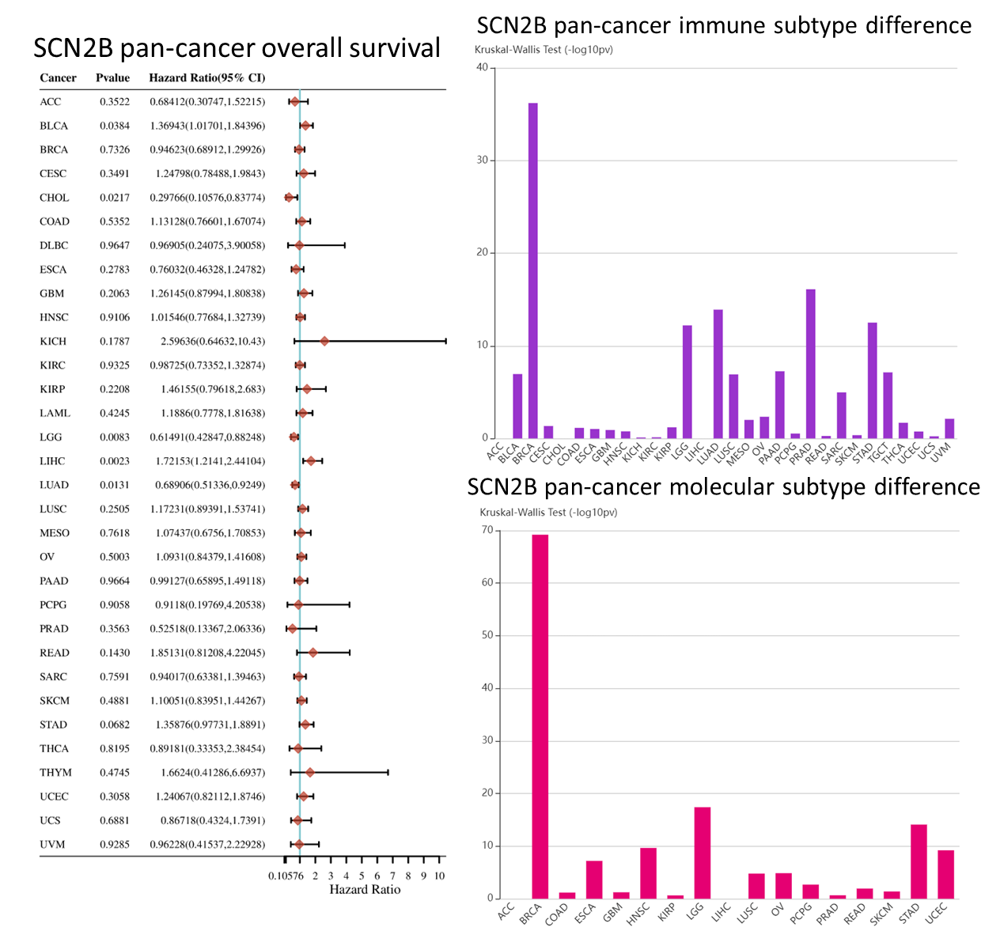 SCN2B pan-cancer overall survival
Cancer Pvalue Hazard Ratio(95% CI)
ACC 0.3522 0.68412(0.30747,1.52215)
BLCA 0.0384 1.36943(1.01701,1.84396)
BRCA 0.7326 0.94623(0.68912,1.29926)
CESC 0.3491 1.24798(0.78488,1.9843)
CHOL 0.0217 0.29766(0.10576,0.83774)
COAD 0.5352 1.13128(0.76601,1.67074)
DLBC 0.9647 0.96905(0.24075,3.90058)
ESCA 0.2783 0.76032(0.46328,1.24782)
GBM 0.2063 1.26145(0.87994,1.80838)
HNSC 0.9106 1.01546(0.77684,1.32739)
KICH 0.1787 2.59636(0.64632,10.43)
KIRC 0.9325 0.98725(0.73352,1.32874)
KIRP 0.2208 1.46155(0.79618,2.683)
LAML 0.4245 1.1886(0.7778,1.81638)
LGG 0.0083 0.61491(0.42847,0.88248)
LIHC 0.0023 1.72153(1.2141,2.44104)
LUAD 0.0131 0.68906(0.51336,0.9249)
LUSC 0.2505 1.17231(0.89391,1.53741)
MESO 0.7618 1.07437(0.6756,1.70853)
OV 0.5003 1.0931(0.84379,1.41608)
PAAD 0.9664 0.99127(0.65895,1.49118)
PCPG 0.9058 0.9118(0.19769,4.20538)
PRAD 0.3563 0.52518(0.13367,2.06336)
READ 0.1430 1.85131(0.81208,4.22045)
SARC 0.7591 0.94017(0.63381,1.39463)
SKCM 0.4881 1.10051(0.83951,1.44267)
STAD 0.0682 1.35876(0.97731,1.8891)
THCA 0.8195 0.89181(0.33353,2.38454)
THYM 0.4745 1.6624(0.41286,6.6937)
UCEC 0.3058 1.24067(0.82112,1.8746)
UCS 0.6881 0.86718(0.4324,1.7391)
UVM 0.9285 0.96228(0.41537,2.22928)
0.10576 2 3 4 5 6 7 8 9 10
Hazard Ratio
SCN2B pan-cancer immune subtype difference
Kruskal-Wallis Test (-log10pv)
40
30
20
10
0
ACC BLCA BRCA CESC CHOL COAD ESCA GBM HNSC KICH KIRC KIRP LGG LIHC LUAD LUSC MESO OV PAAD PCPG PRAD READ SARC SKCM STAD TGCT THCA UCEC UCS UVM
SCN2B pan-cancer molecular subtype difference
Kruskal-Wallis Test (-log10pv)
70
60
50
40
30
20
10
0
ACC BRCA COAD ESCA GBM HNSC KIRP LGG LIHC LUSC OV PCPG PRAD READ SKCM STAD UCEC